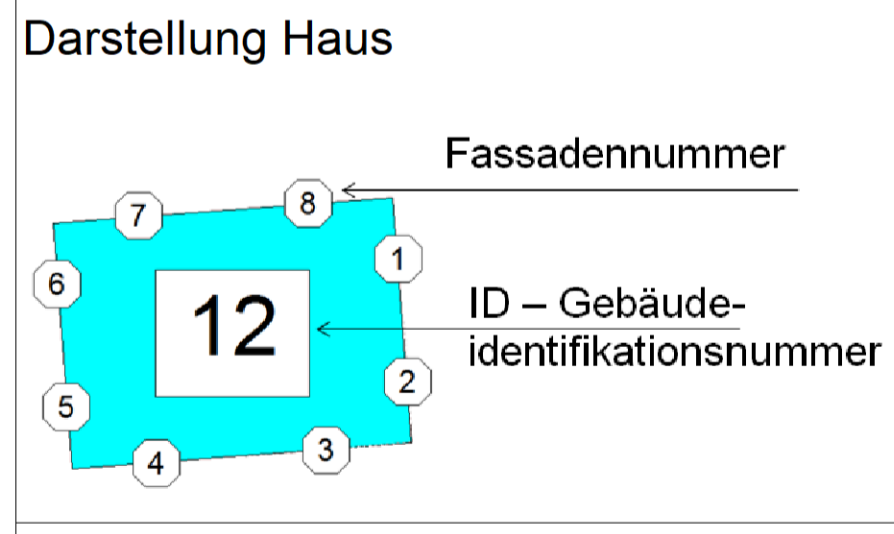 Darstellung Haus
Fassadennummer
7
8
1
6
12
ID – Gebäude-
identifikationsnummer
2
5
3
4